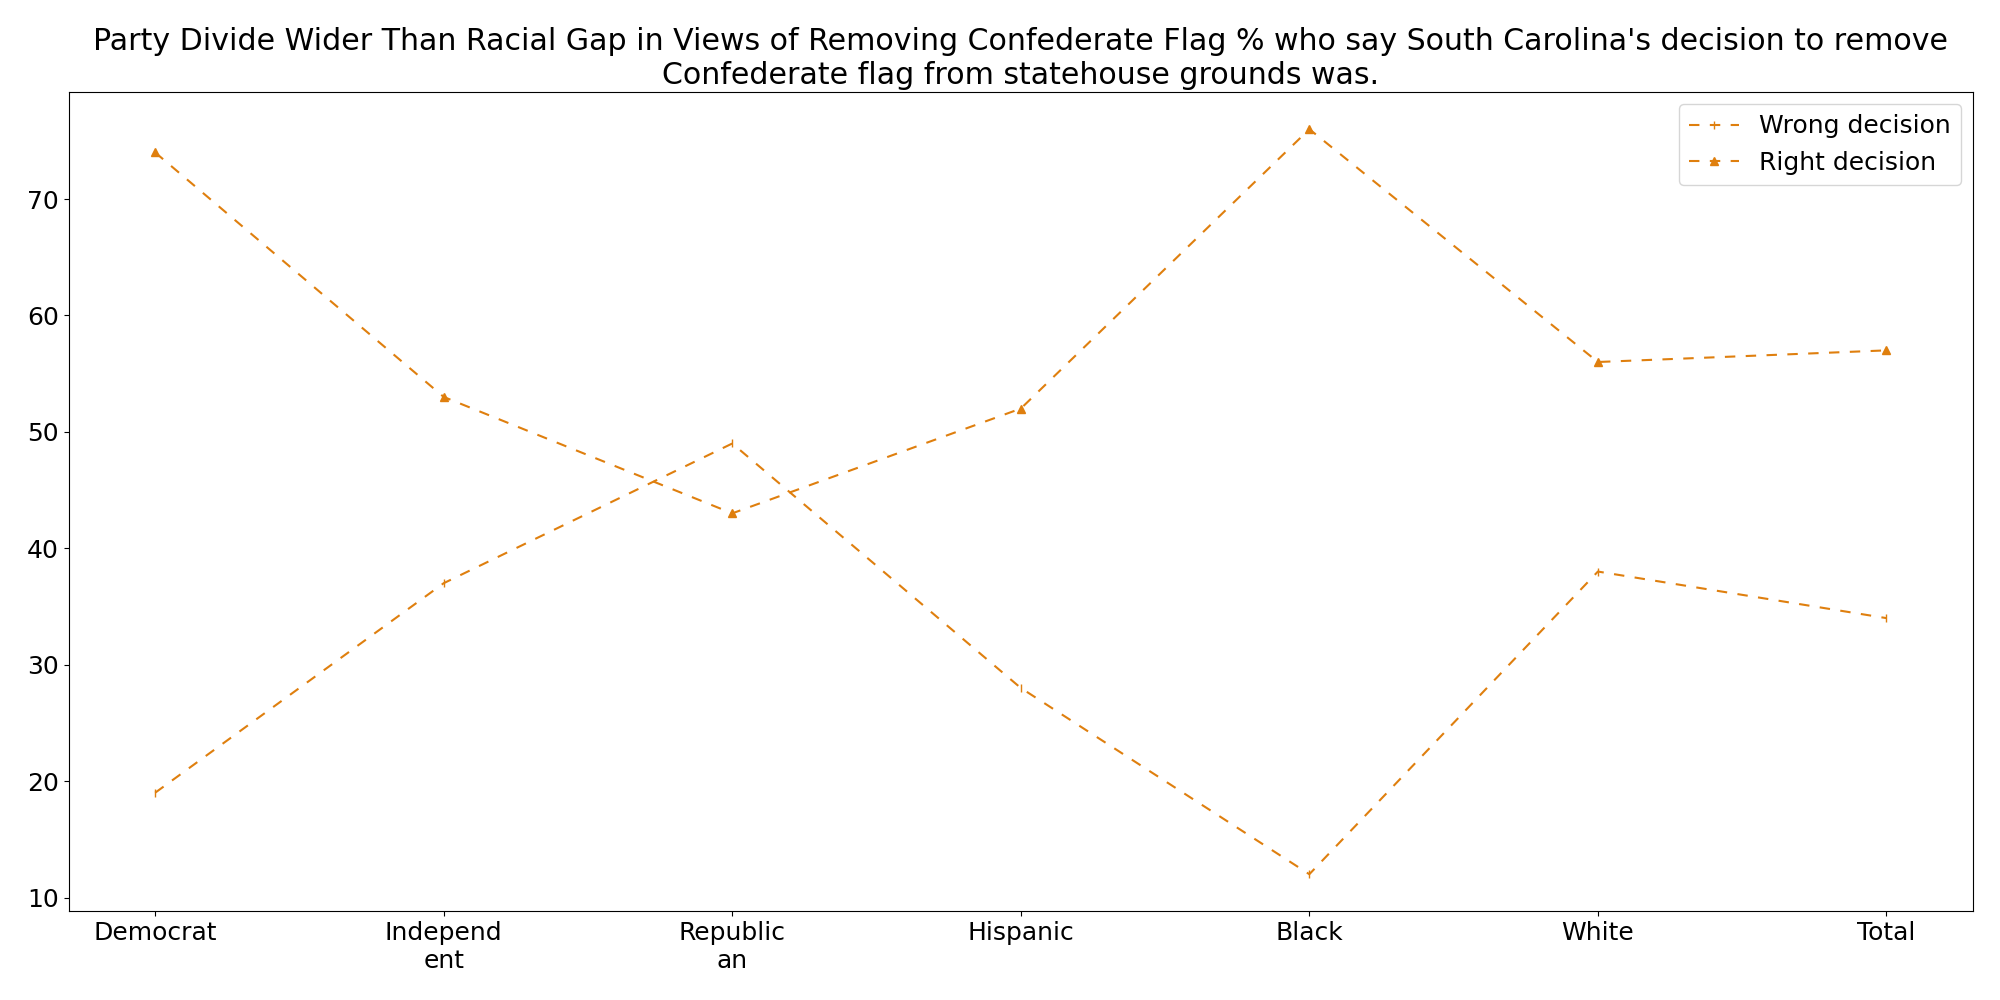 Party Divide Wider Than Racial Gap in Views of Removing Confederate Flag % who say South Carolina's decision to remove
Confederate flag from statehouse grounds was.
Wrong decision
Right decision
70
60
50
40
30
20
10
Democrat
Independ
ent
Republic
an
Hispanic
Black
White
Total